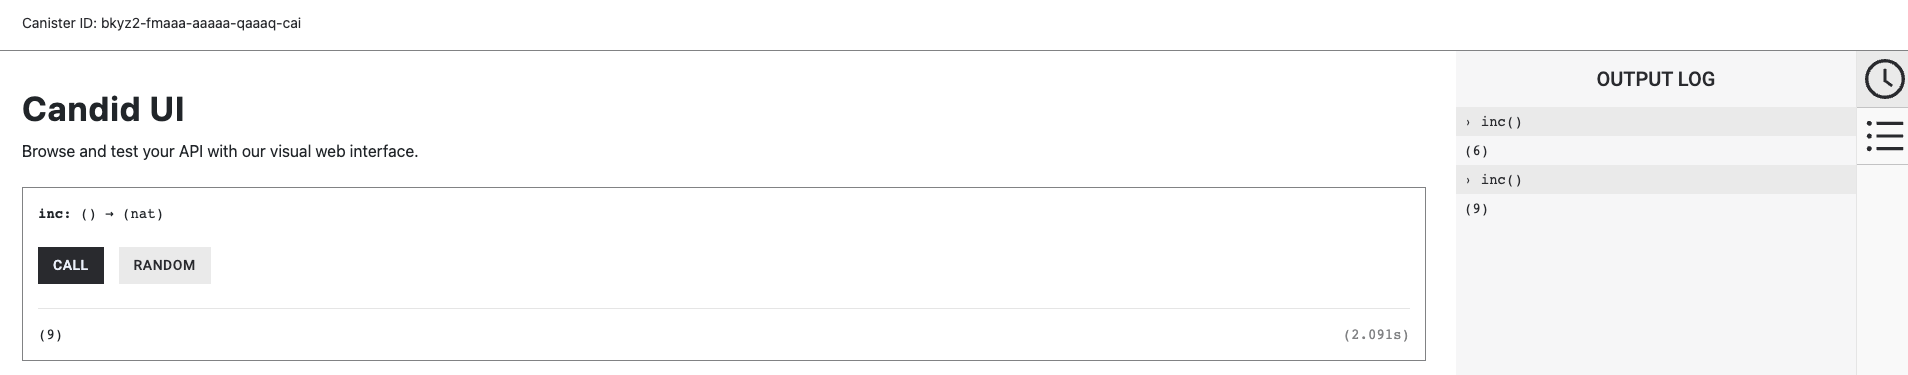 Canister ID: bkyz2-fmaaa-aaaaa-qaaaq-cai
Candid UI
Browse and test your API with our visual web interface.
inc: () → (nat)
CALL RANDOM
(9) (2.091s)
OUTPUT LOG
› inc()
(6)
› inc()
(9)